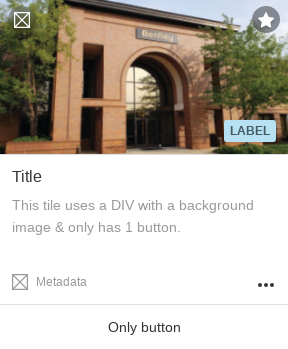 Bentley
LABEL
Title
This tile uses a DIV with a background
image & only has 1 button.
Metadata
Only button